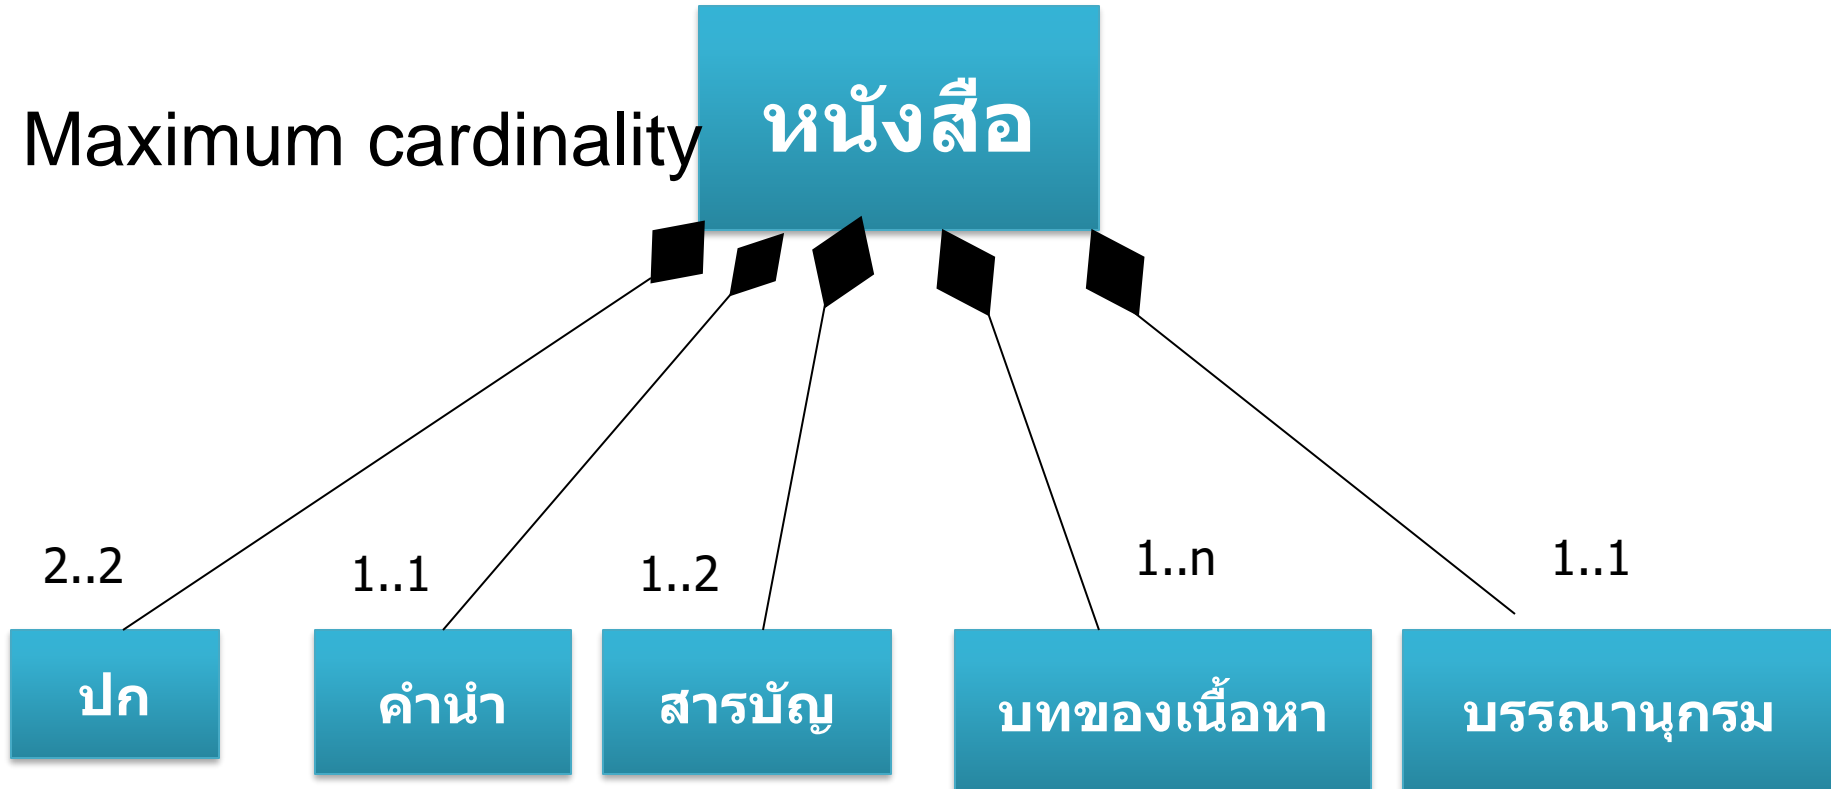 หนังสือ
Maximum cardinality
2..2
1..1
1..2
1..n
1..1
ปก
คำนำ
สารบัญ
บทของเนื้อหา
บรรณานุกรม